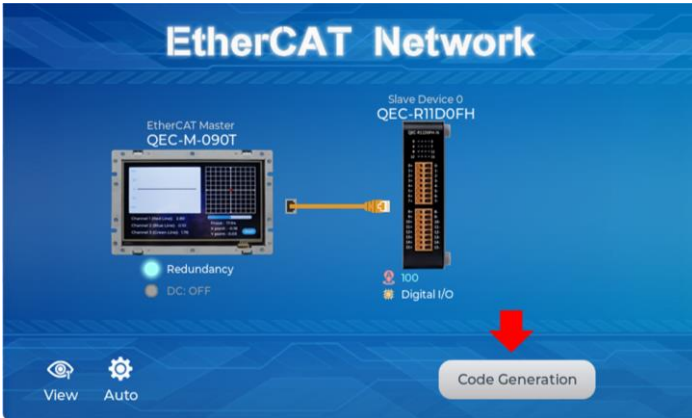 EtherCAT Network
EtherCAT Master
QEC-M-090T
Slave Device 0
QEC-R11D0FH
Redundancy
DC: OFF
100
Digital I/O
View
Auto
Code Generation